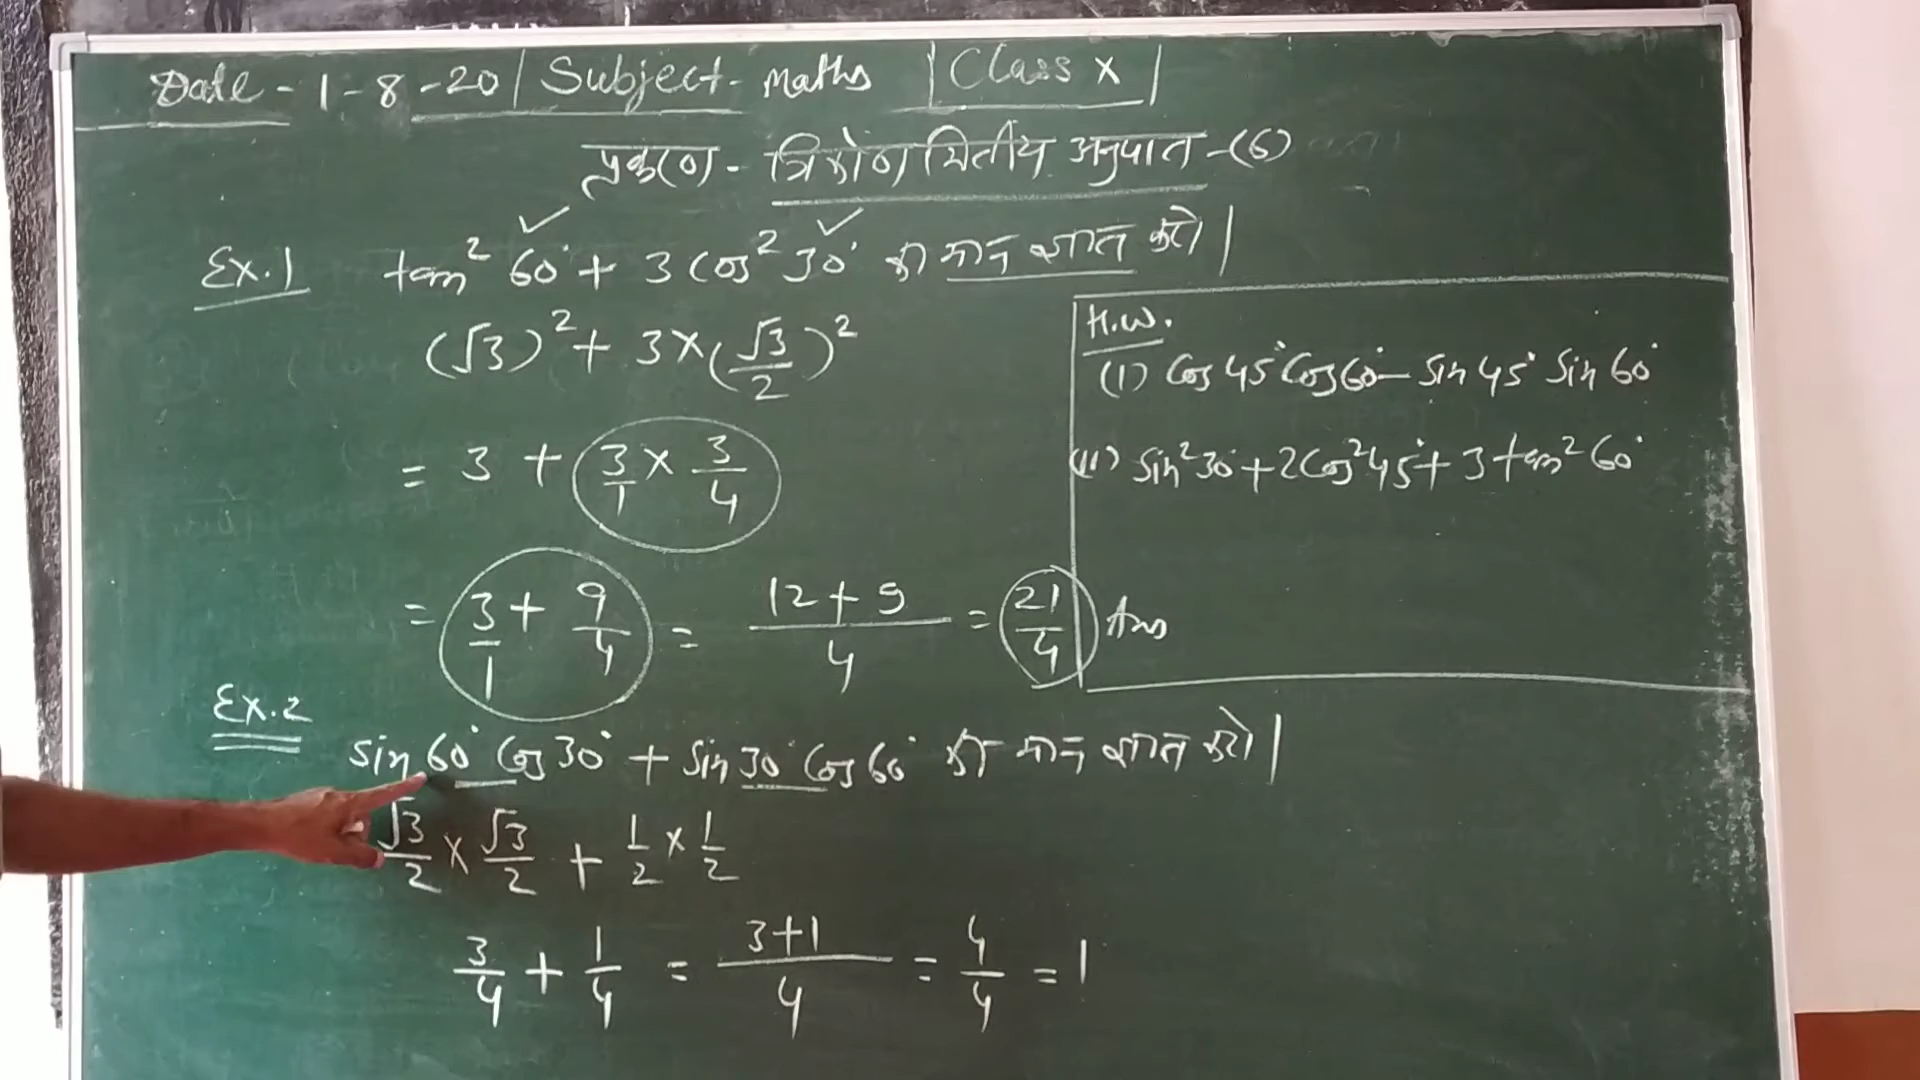 Date - 1-8-20 | Subject - Maths | Class X |
प्रकरण - त्रिकोणमितीय अनुपात - (6)
Ex.1 tan² 60° + 3 cos² 30° का मान ज्ञात करो।
(√3)² + 3 × (√3/2)²
= 3 + 3/1 × 3/4
= 3/1 + 9/4 = 12+9/4 = 21/4 Ans
H.W.
(I) Cos 45° Cos 60° - Sin 45° Sin 60°
(II) Sin² 30° + 2 Cos² 45° + 3 tan² 60°
Ex.2
sin 60° Cos 30° + Sin 30° Cos 60° का मान ज्ञात करो।
√3/2 × √3/2 + 1/2 × 1/2
3/4 + 1/4 = 3+1/4 = 4/4 = 1